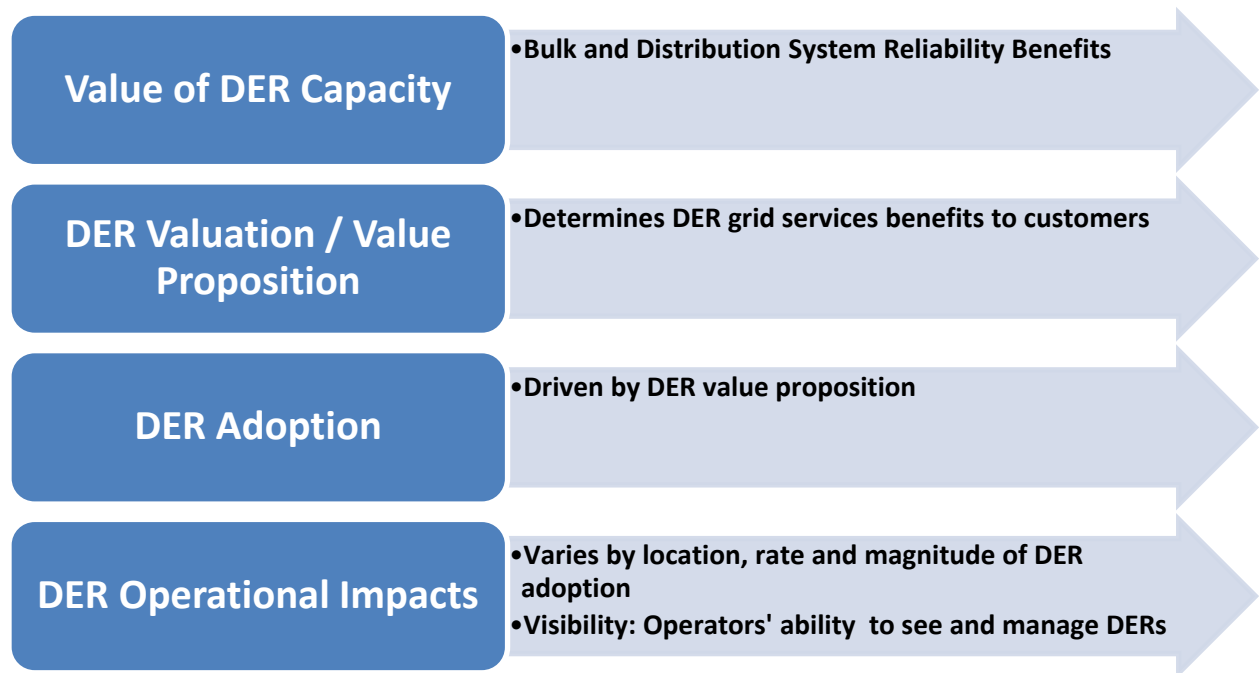 Value of DER Capacity
•Bulk and Distribution System Reliability Benefits
DER Valuation / Value
Proposition
•Determines DER grid services benefits to customers
DER Adoption
•Driven by DER value proposition
DER Operational Impacts
•Varies by location, rate and magnitude of DER
adoption
•Visibility: Operators' ability  to see and manage DERs